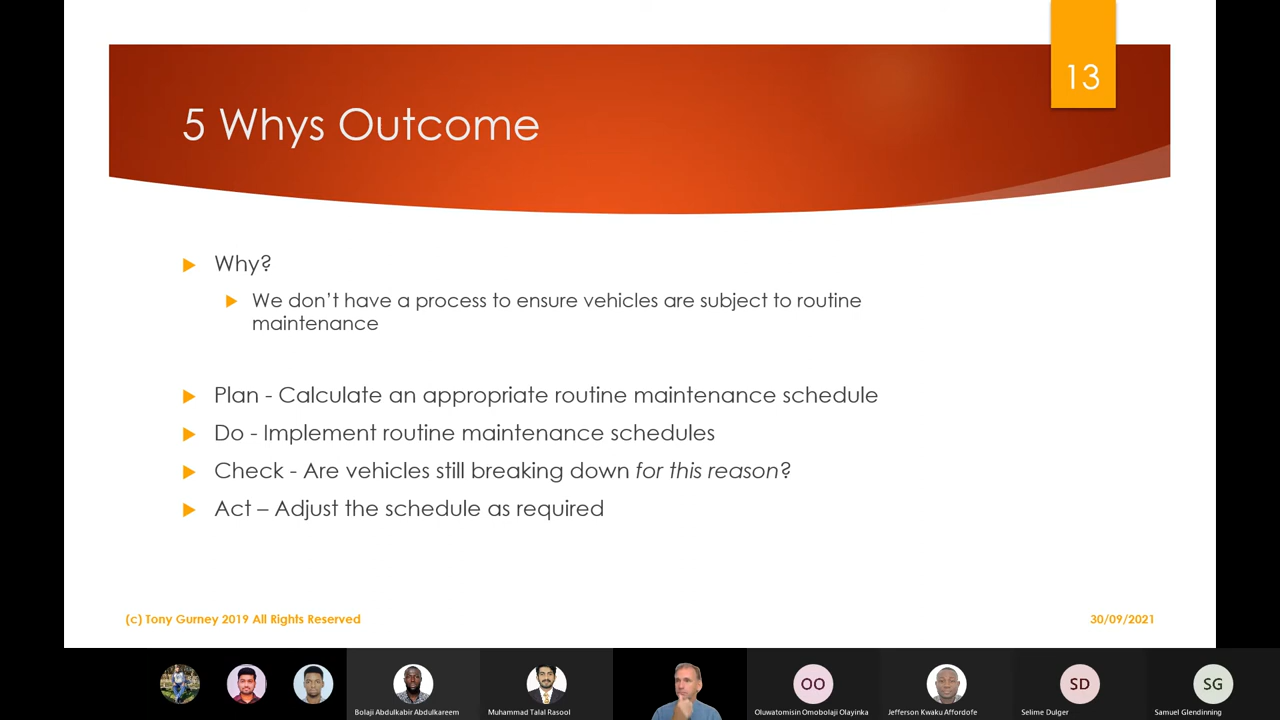 13
5 Whys Outcome
Why?
We don't have a process to ensure vehicles are subject to routine
maintenance
Plan - Calculate an appropriate routine maintenance schedule
Do - Implement routine maintenance schedules
Check - Are vehicles still breaking down for this reason?
Act – Adjust the schedule as required
(c) Tony Gurney 2019 All Rights Reserved
30/09/2021
OO
SD
SG
Bolaji Abdulkabir Abdulkareem
Muhammad Talal Rasool
Oluwatomisin Omobolaji Olayinka
Jefferson Kwaku Affordofe
Selime Dulger
Samuel Glendinning